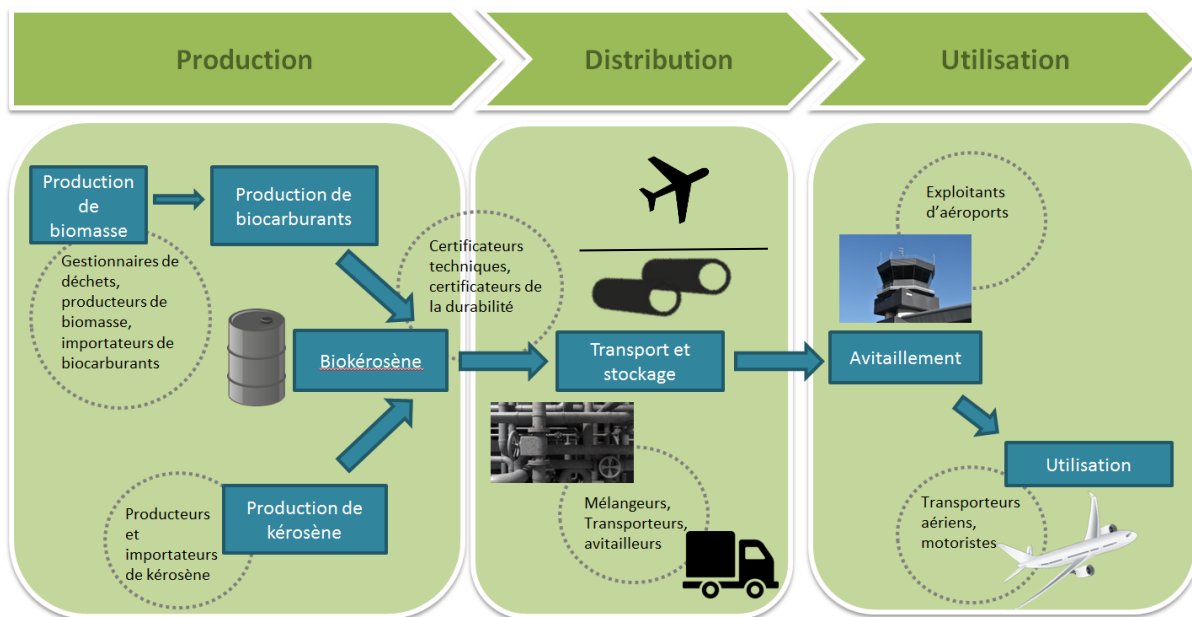 Production
Distribution
Utilisation
Production
de
biomasse
Production de
biocarburants
Gestionnaires de
déchets,
producteurs de
biomasse,
importateurs de
biocarburants
Certificateurs
techniques,
certificateurs de
la durabilité
Biokérosène
Producteurs
et
importateurs
de kérosène
Production de
kérosène
Transport et
stockage
Mélangeurs,
Transporteurs,
avitailleurs
Exploitants
d'aéroports
Avitaillement
Utilisation
Transporteurs
aériens,
motoristes